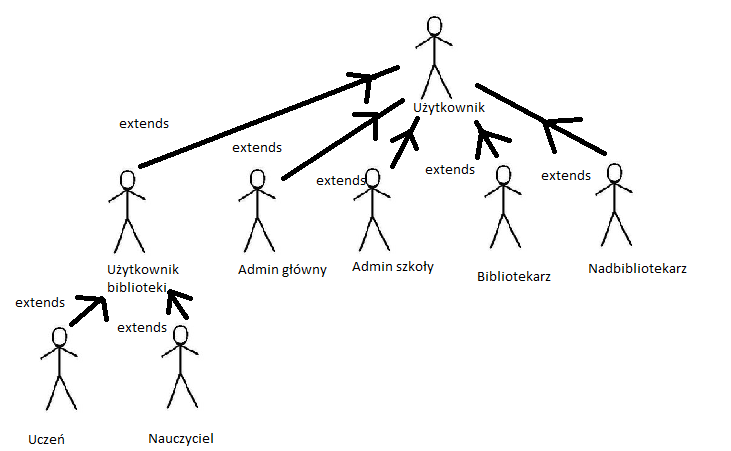 Użytkownik
extends
extends
extends
extends
extends
Użytkownik
biblioteki
Admin główny
Admin szkoły
Bibliotekarz
Nadbibliotekarz
extends
extends
Uczeń
Nauczyciel